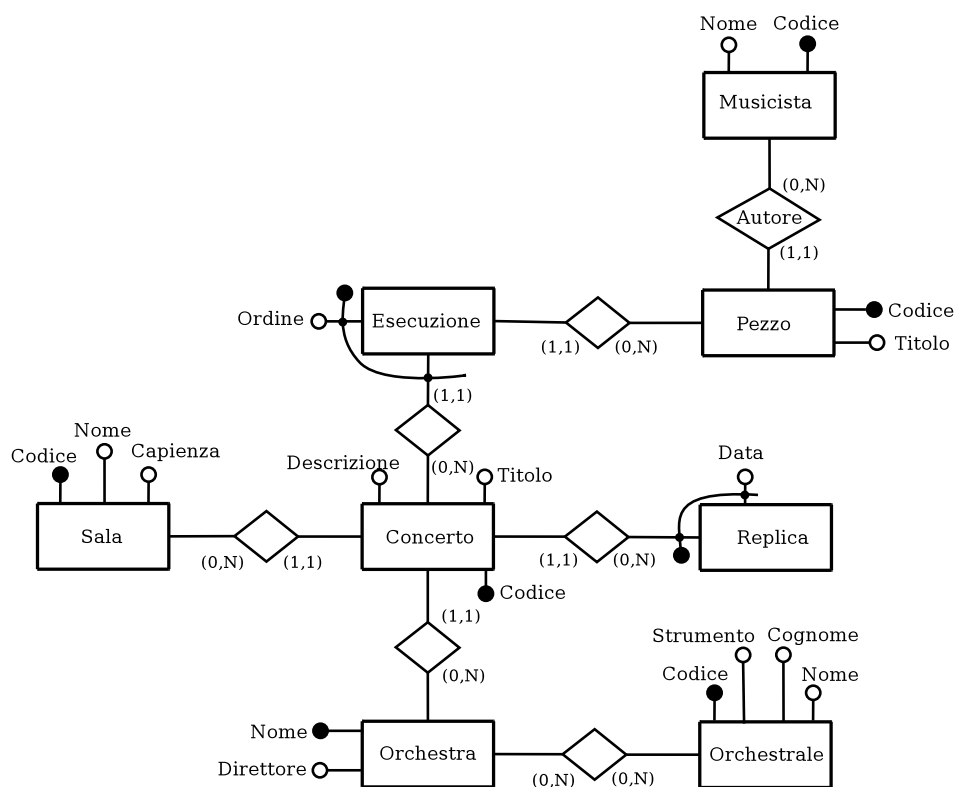 Nome Codice
Musicista
(0,N)
Autore
(1,1)
Ordine Esecuzione Pezzo Codice
(1,1) (0,N) Titolo
(1,1)
Nome
Codice Capienza Descrizione (0,N) Titolo Data
Sala Concerto Replica
(0,N) (1,1) (1,1) (0,N)
Codice
(1,1)
Strumento Cognome
(0,N) Codice Nome
Nome
Orchestra Orchestrale
Direttore
(0,N) (0,N)